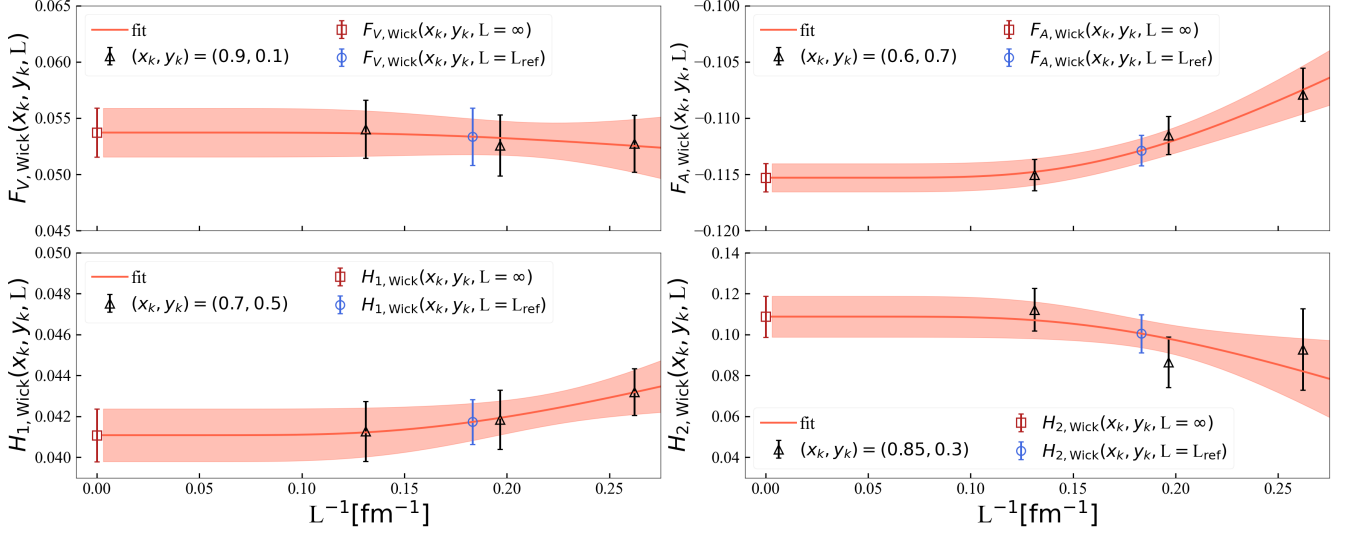 F_{V, Wick}(x_k, y_k, L)
0.065
0.060
0.055
0.050
0.045
fit
(x_k, y_k) = (0.9, 0.1)
F_{V, Wick}(x_k, y_k, L = ∞)
F_{V, Wick}(x_k, y_k, L = L_ref)
F_{A, Wick}(x_k, y_k, L)
−0.100
−0.105
−0.110
−0.115
−0.120
fit
(x_k, y_k) = (0.6, 0.7)
F_{A, Wick}(x_k, y_k, L = ∞)
F_{A, Wick}(x_k, y_k, L = L_ref)
H_{1, Wick}(x_k, y_k, L)
0.050
0.048
0.046
0.044
0.042
0.040
fit
(x_k, y_k) = (0.7, 0.5)
H_{1, Wick}(x_k, y_k, L = ∞)
H_{1, Wick}(x_k, y_k, L = L_ref)
0.00 0.05 0.10 0.15 0.20 0.25
L⁻¹[fm⁻¹]
H_{2, Wick}(x_k, y_k, L)
0.14
0.12
0.10
0.08
0.06
0.04
fit
(x_k, y_k) = (0.85, 0.3)
H_{2, Wick}(x_k, y_k, L = ∞)
H_{2, Wick}(x_k, y_k, L = L_ref)
0.00 0.05 0.10 0.15 0.20 0.25
L⁻¹[fm⁻¹]